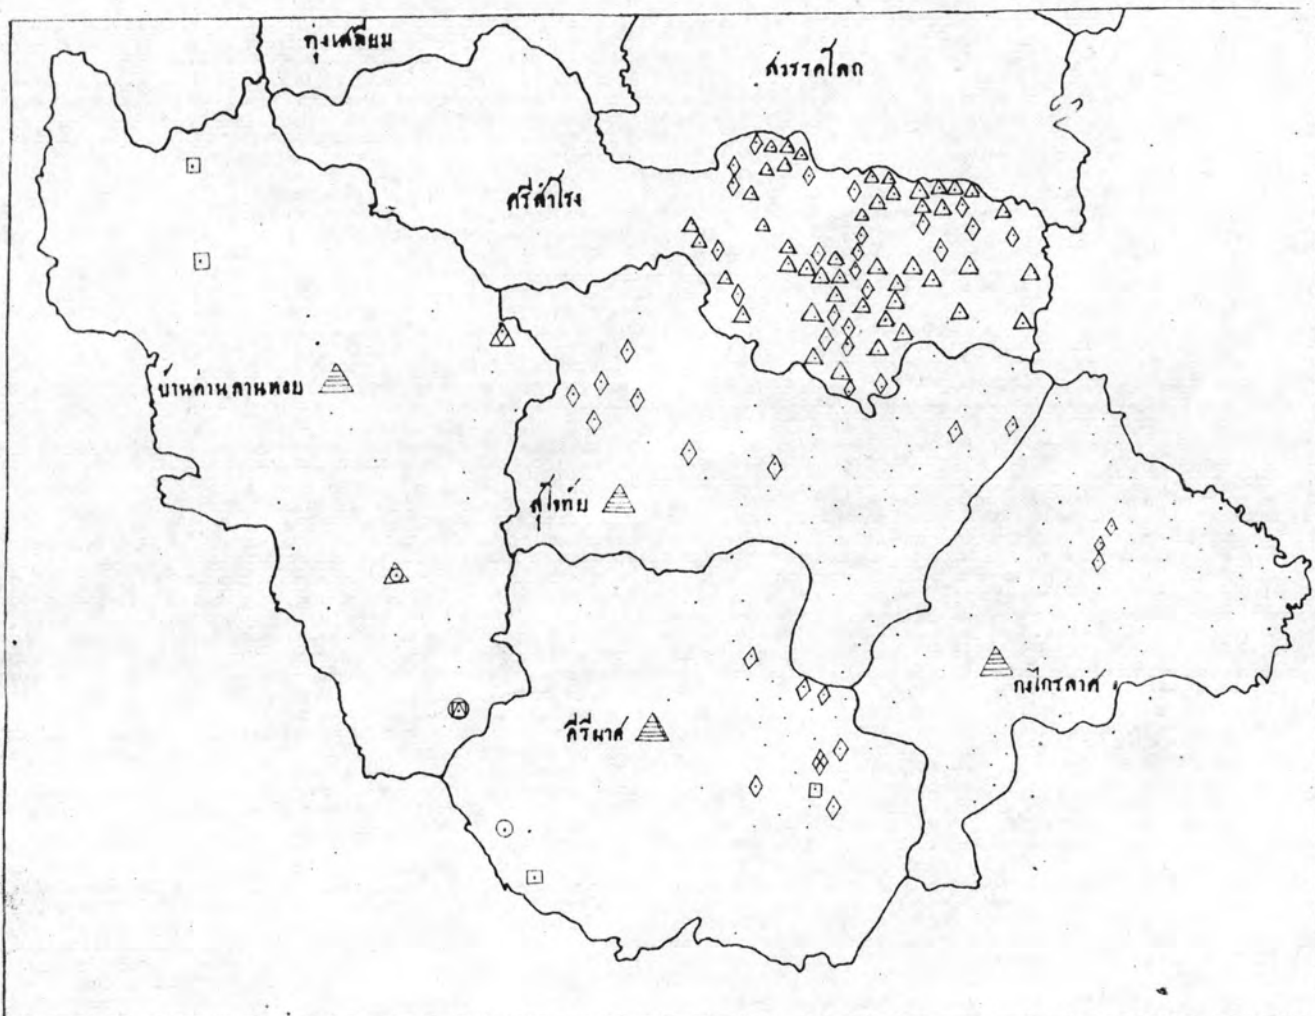 ทุ่งเสลี่ยม
สวรรคโลก
ศรีสำโรง
บ้านด่านลานหอย
สุโขทัย
กงไกรลาศ
คีรีมาศ